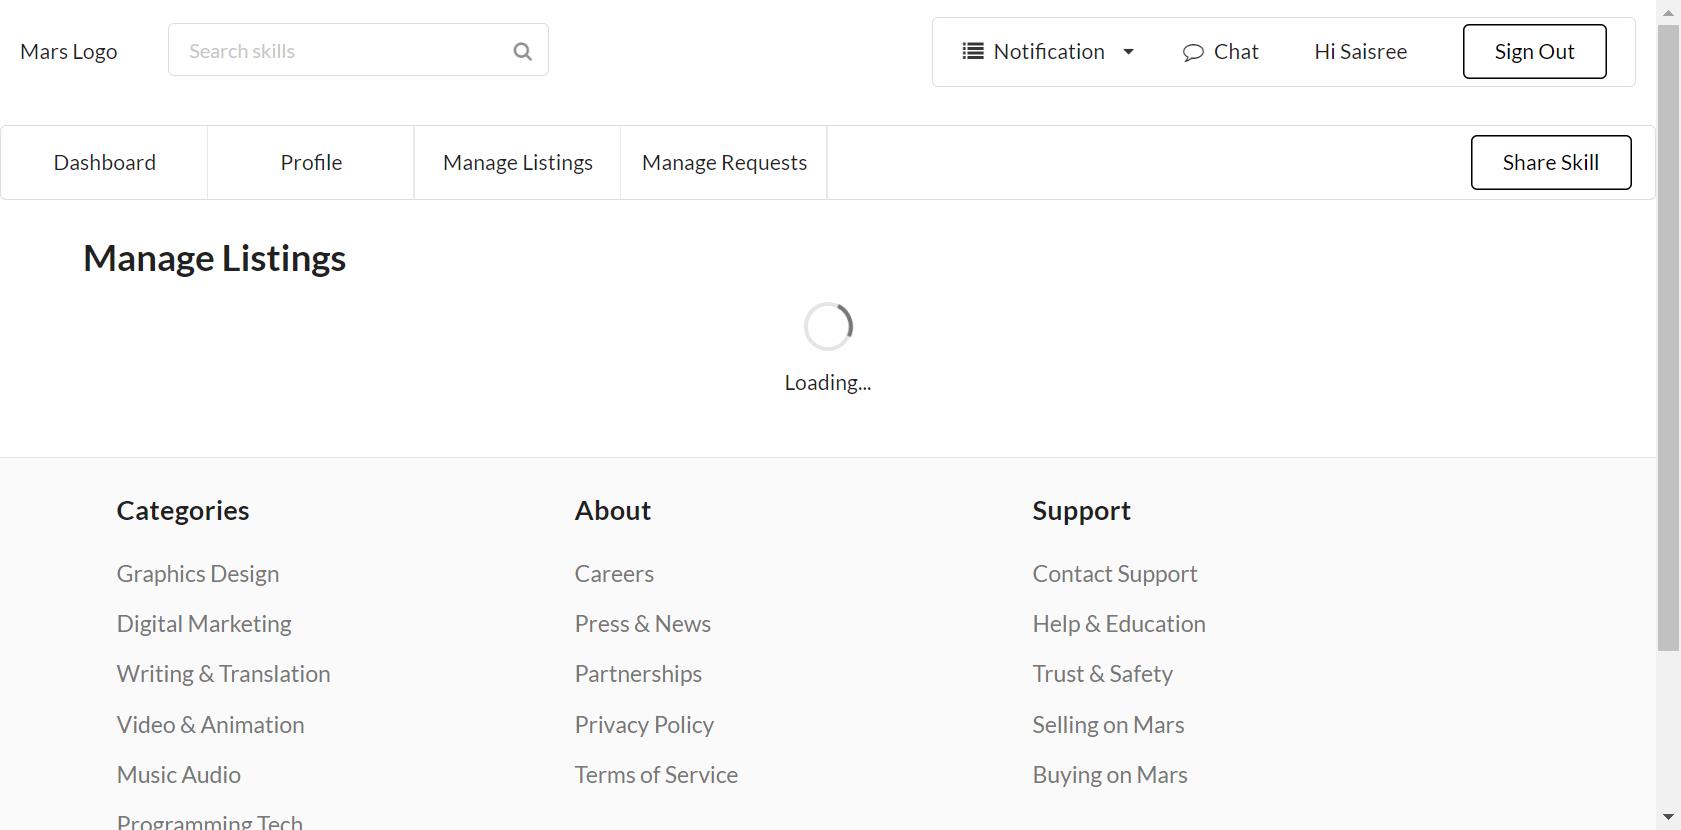 Mars Logo
Search skills
Notification
Chat
Hi Saisree
Sign Out
Dashboard
Profile
Manage Listings
Manage Requests
Share Skill
Manage Listings
Loading...
Categories
Graphics Design
Digital Marketing
Writing & Translation
Video & Animation
Music Audio
Programming Tech
About
Careers
Press & News
Partnerships
Privacy Policy
Terms of Service
Support
Contact Support
Help & Education
Trust & Safety
Selling on Mars
Buying on Mars